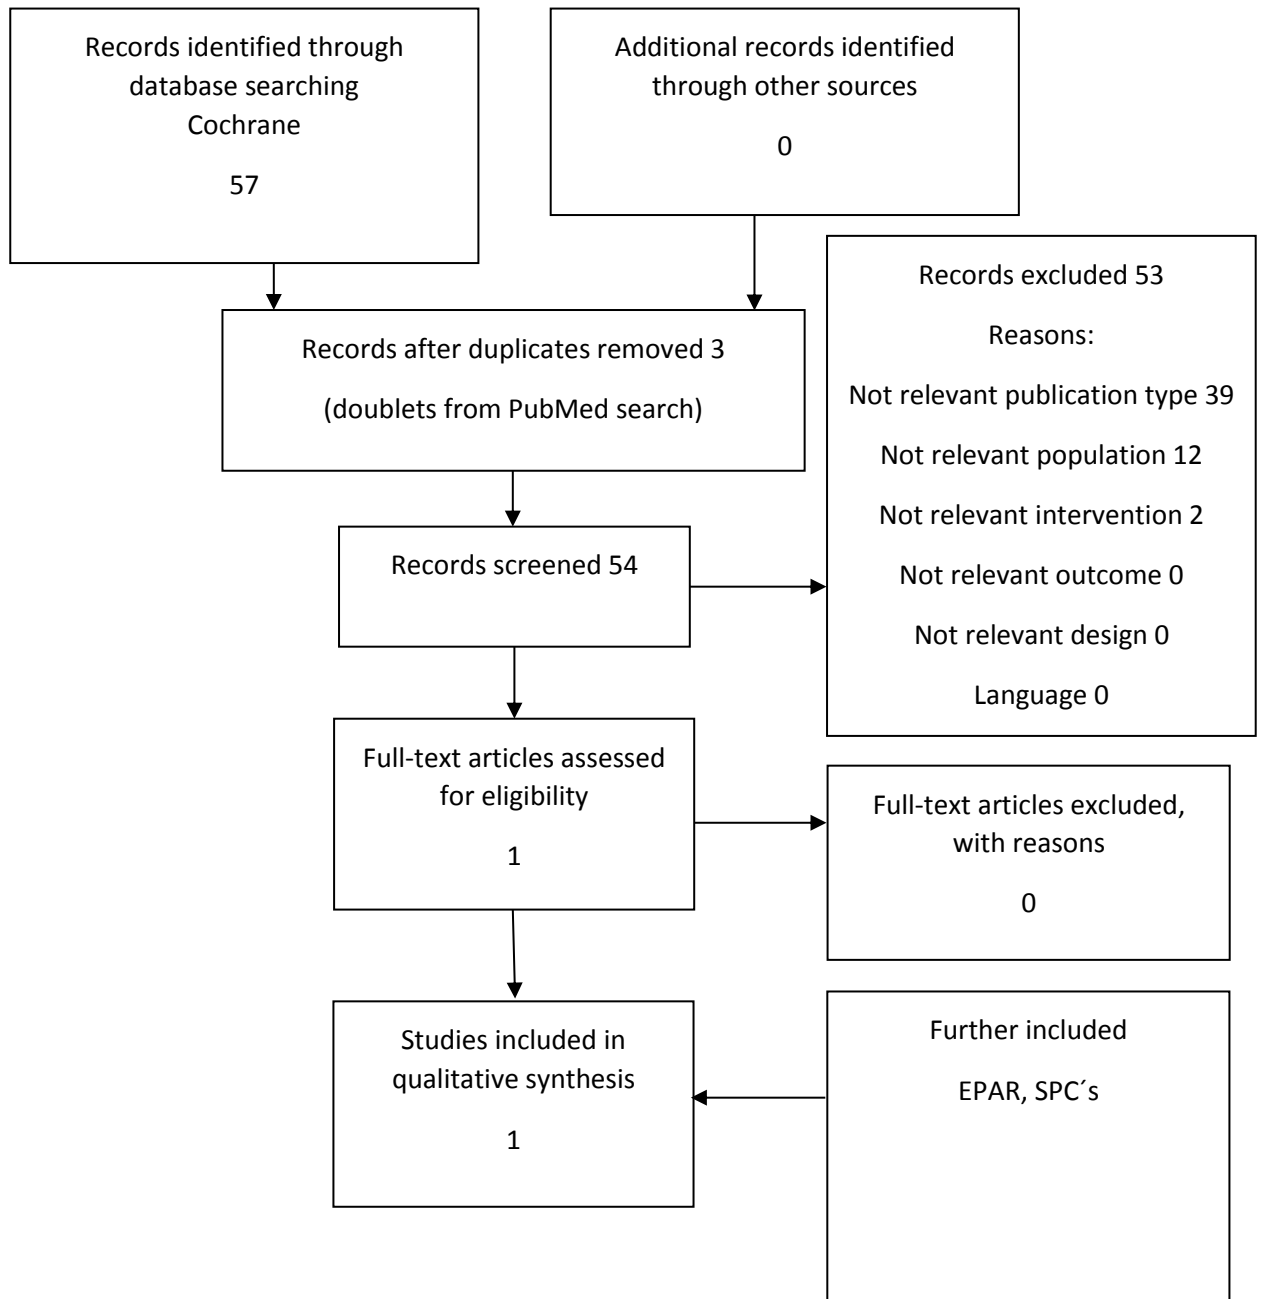 Records identified through
database searching
Cochrane
57
Additional records identified
through other sources
0
Records after duplicates removed 3
(doublets from PubMed search)
Records screened 54
Records excluded 53
Reasons:
Not relevant publication type 39
Not relevant population 12
Not relevant intervention 2
Not relevant outcome 0
Not relevant design 0
Language 0
Full-text articles assessed
for eligibility
1
Full-text articles excluded,
with reasons
0
Studies included in
qualitative synthesis
1
Further included
EPAR, SPC´s